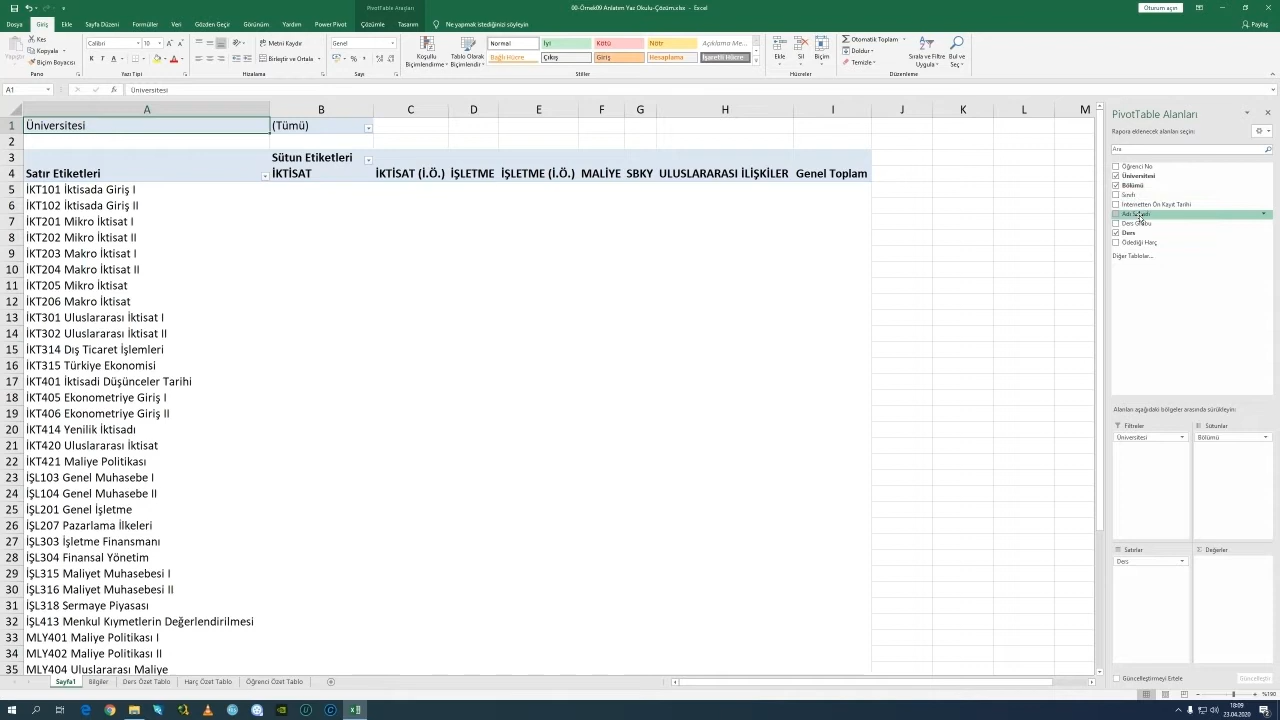 PivotTable Araçları
00-Örnek09 Anlatım Yaz Okulu-Çözüm.xlsx - Excel
Oturum açın
Dosya Giriş Ekle Sayfa Düzeni Formüller Veri Gözden Geçir Görünüm Yardım Power Pivot Çözümle Tasarım Ne yapmak istediğinizi söyleyin Paylaş
Kes
Kopyala
Biçim Boyacısı
Pano
Calibri 10
Yazı Tipi
Metni Kaydır
Birleştir ve Ortala
Hizalama
Genel
Sayı
Koşullu Biçimlendirme
Tablo Olarak Biçimlendir
Normal İyi Kötü Nötr Açıklama Me...
Bağlı Hücre Çıkış Giriş Hesaplama İşaretli Hücre
Stiller
Ekle Sil Biçim
Hücreler
Otomatik Toplam
Doldur
Temizle
Sırala ve Filtre Uygula
Bul ve Seç
Düzenleme
A1 Üniversitesi
A B C D E F G H I J K L M
1 Üniversitesi (Tümü)
2
3 Sütun Etiketleri
4 Satır Etiketleri İKTİSAT İKTİSAT (İ.Ö.) İŞLETME İŞLETME (İ.Ö.) MALİYE SBKY ULUSLARARASI İLİŞKİLER Genel Toplam
5 İKT101 İktisada Giriş I
6 İKT102 İktisada Giriş II
7 İKT201 Mikro İktisat I
8 İKT202 Mikro İktisat II
9 İKT203 Makro İktisat I
10 İKT204 Makro İktisat II
11 İKT205 Mikro İktisat
12 İKT206 Makro İktisat
13 İKT301 Uluslararası İktisat I
14 İKT302 Uluslararası İktisat II
15 İKT314 Dış Ticaret İşlemleri
16 İKT315 Türkiye Ekonomisi
17 İKT401 İktisadi Düşünceler Tarihi
18 İKT405 Ekonometriye Giriş I
19 İKT406 Ekonometriye Giriş II
20 İKT414 Yenilik İktisadı
21 İKT420 Uluslararası İktisat
22 İKT421 Maliye Politikası
23 İŞL103 Genel Muhasebe I
24 İŞL104 Genel Muhasebe II
25 İŞL201 Genel İşletme
26 İŞL207 Pazarlama İlkeleri
27 İŞL303 İşletme Finansmanı
28 İŞL304 Finansal Yönetim
29 İŞL315 Maliyet Muhasebesi I
30 İŞL316 Maliyet Muhasebesi II
31 İŞL318 Sermaye Piyasası
32 İŞL413 Menkul Kıymetlerin Değerlendirilmesi
33 MLY401 Maliye Politikası I
34 MLY402 Maliye Politikası II
35 MLY404 Uluslararası Maliye
PivotTable Alanları
Rapora eklenecek alanları seçin:
Ara
Öğrenci No
Üniversitesi
Bölümü
Sınıfı
İnternetten Ön Kayıt Tarihi
Ders Grubu
Ders
Ödediği Harç
Diğer Tablolar...
Alanları aşağıdaki bölgeler arasında sürükleyin:
Filtreler Sütunlar
Üniversitesi Bölümü
Satırlar Değerler
Ders
Güncelleştirmeyi Ertele Güncelleştir
Sayfa1 Bilgiler Ders Özet Tablo Harç Özet Tablo Öğrenci Özet Tablo
%190
18:09
23.04.2020